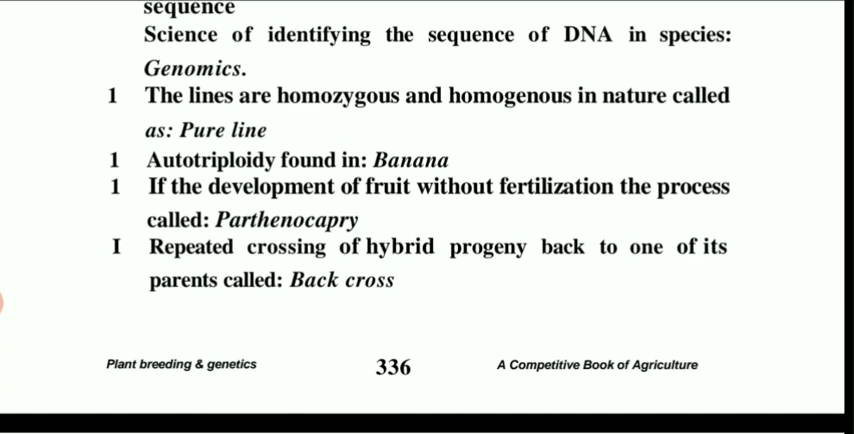 sequence
Science of identifying the sequence of DNA in species:
Genomics.
1 The lines are homozygous and homogenous in nature called
as: Pure line
1 Autotriploidy found in: Banana
1 If the development of fruit without fertilization the process
called: Parthenocapry
I Repeated crossing of hybrid progeny back to one of its
parents called: Back cross
Plant breeding & genetics 336 A Competitive Book of Agriculture